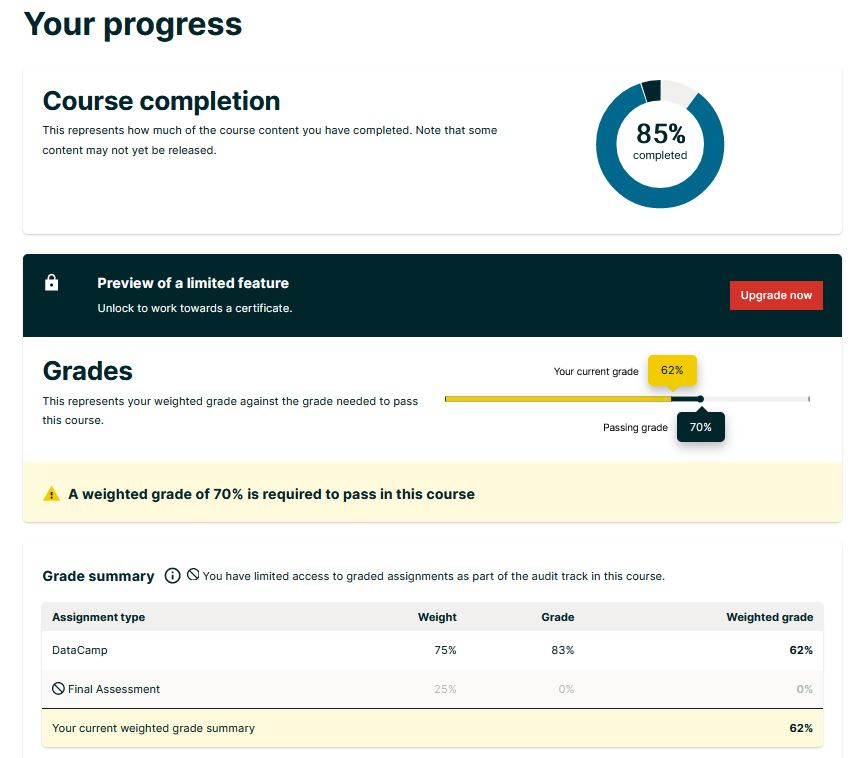 Your progress
Course completion
This represents how much of the course content you have completed. Note that some
content may not yet be released.
85%
completed
Preview of a limited feature
Unlock to work towards a certificate.
Upgrade now
Grades
This represents your weighted grade against the grade needed to pass
this course.
Your current grade
62%
Passing grade
70%
A weighted grade of 70% is required to pass in this course
Grade summary You have limited access to graded assignments as part of the audit track in this course.
Assignment type Weight Grade Weighted grade
DataCamp 75% 83% 62%
Final Assessment 25% 0% 0%
Your current weighted grade summary 62%